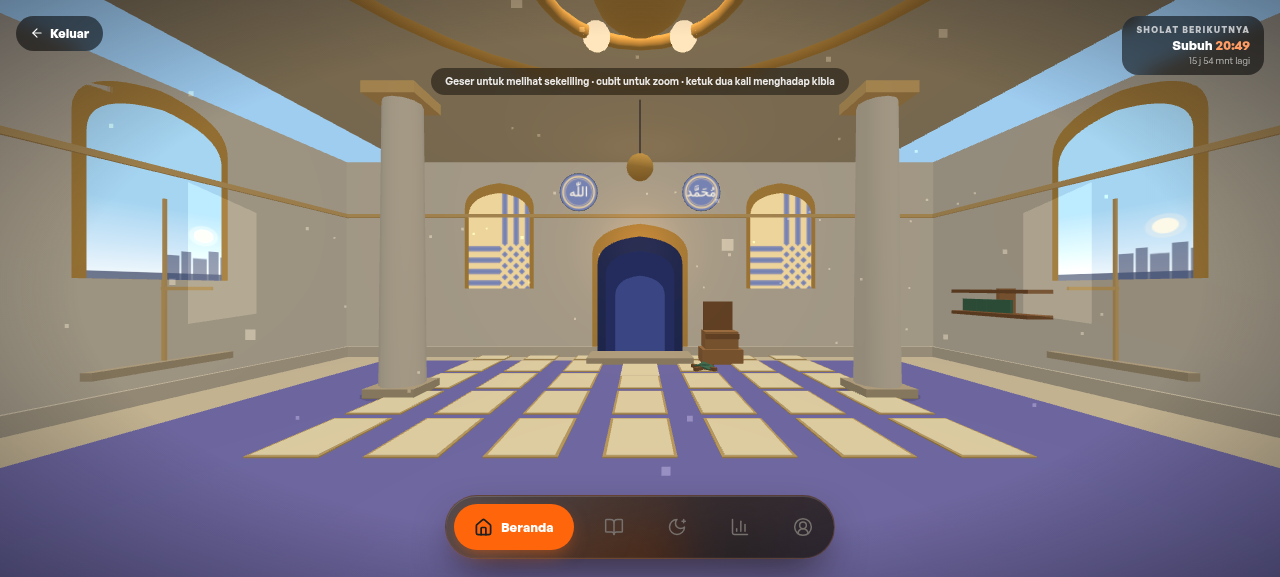 Keluar
SHOLAT BERIKUTNYA
Subuh 20:49
15 j 54 mnt lagi
Geser untuk melihat sekeliling · cubit untuk zoom · ketuk dua kali menghadap kibla
الله
مُحَمَّد
Beranda